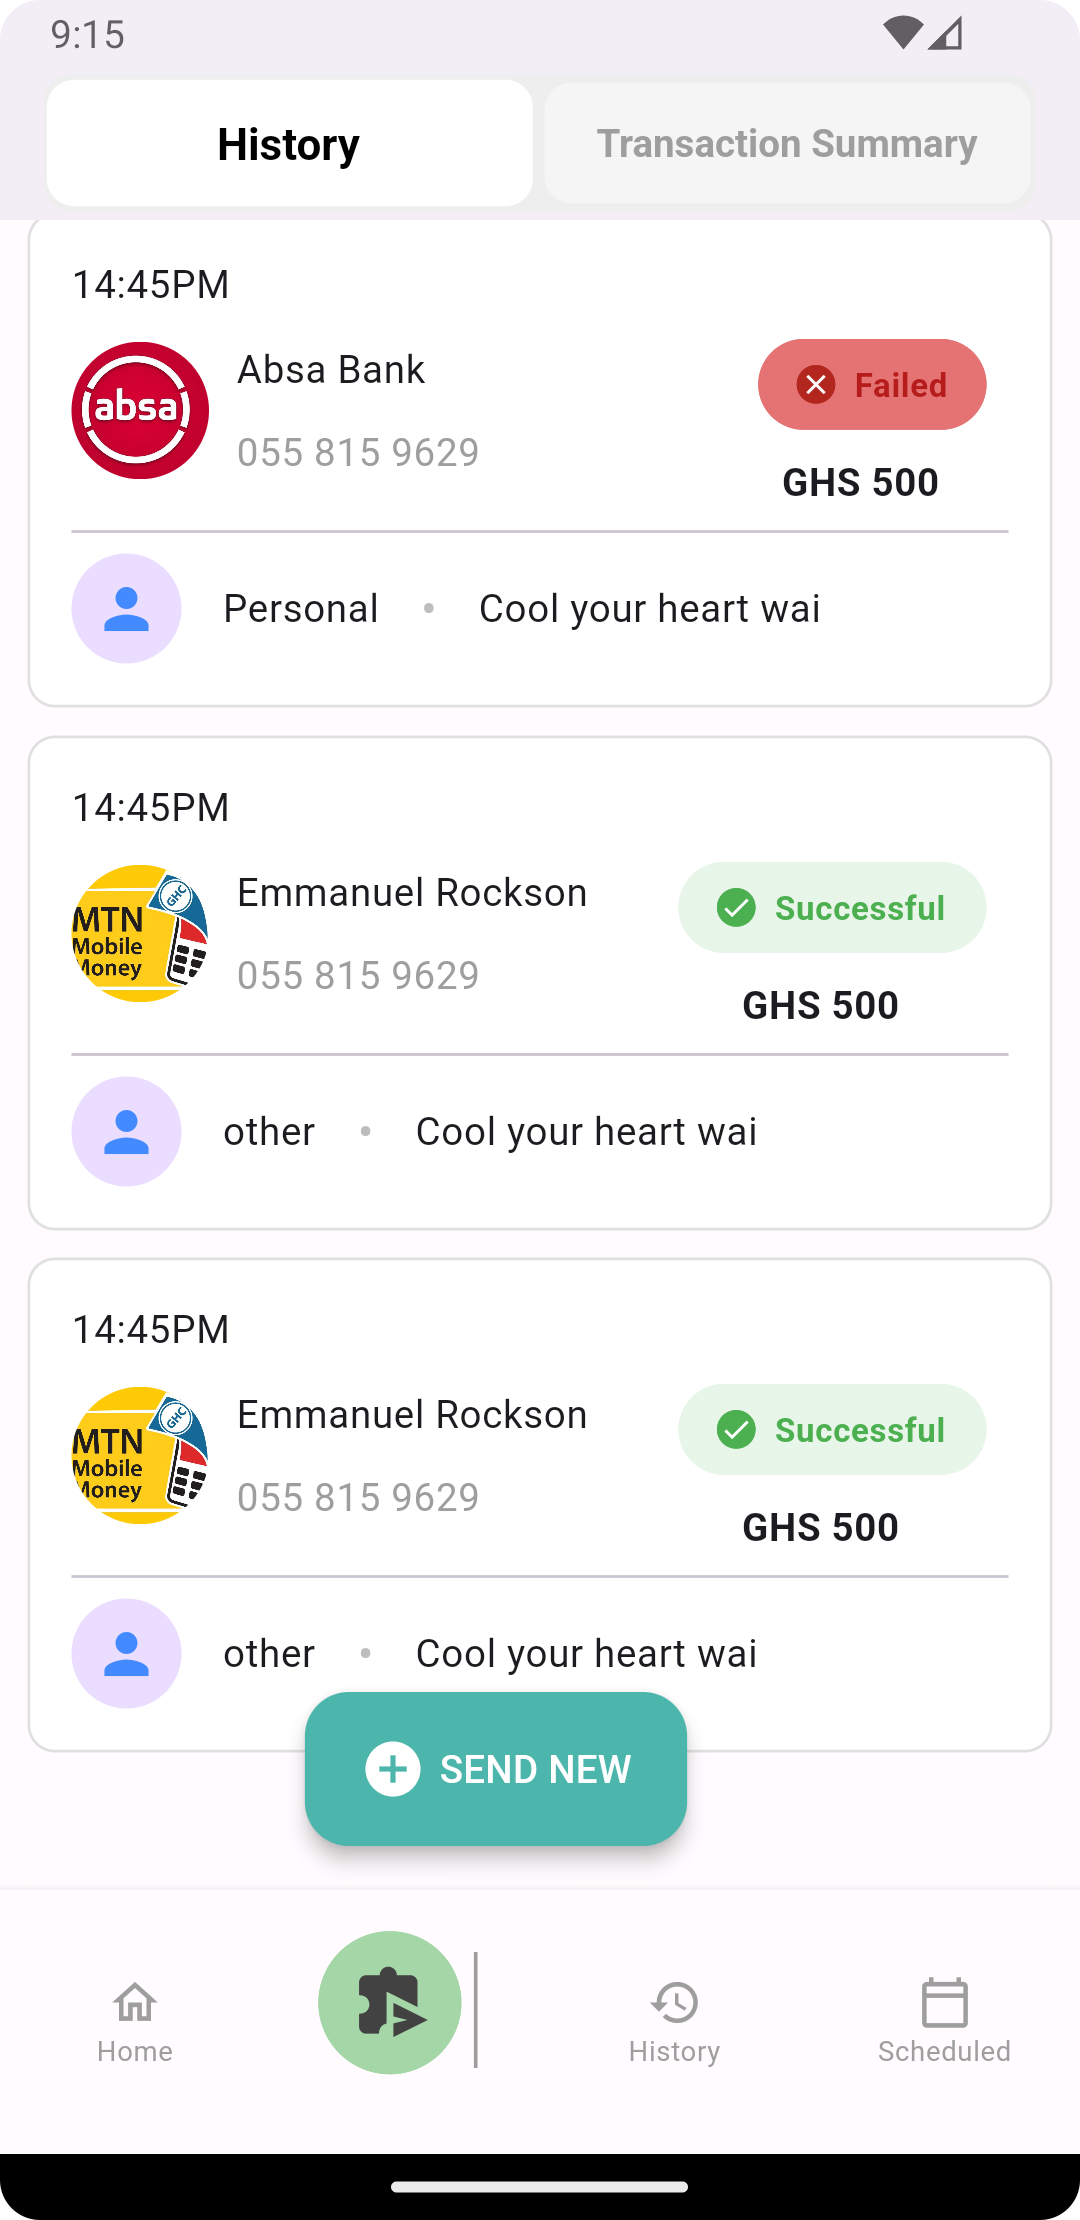 9:15
History
Transaction Summary
14:45PM
absa
Absa Bank
055 815 9629
Failed
GHS 500
Personal • Cool your heart wai
14:45PM
MTN
Mobile
Money
GHC
Emmanuel Rockson
055 815 9629
Successful
GHS 500
other • Cool your heart wai
14:45PM
MTN
Mobile
Money
GHC
Emmanuel Rockson
055 815 9629
Successful
GHS 500
other • Cool your heart wai
SEND NEW
Home
History
Scheduled